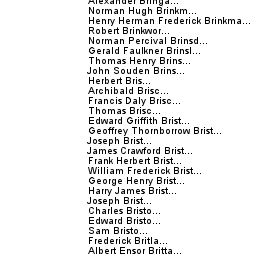 Alexander Bringa...
Norman Hugh Brinkm...
Henry Herman Frederick Brinkma...
Robert Brinkwor...
Norman Percival Brinsd...
Gerald Faulkner Brinsl...
Thomas Henry Brins...
John Souden Brins...
Herbert Bris...
Archibald Brisc...
Francis Daly Brisc...
Thomas Brisc...
Edward Griffith Brist...
Geoffrey Thornborrow Brist...
Joseph Brist...
James Crawford Brist...
Frank Herbert Brist...
William Frederick Brist...
George Henry Brist...
Harry James Brist...
Joseph Brist...
Charles Bristo...
Edward Bristo...
Sam Bristo...
Frederick Britla...
Albert Ensor Britta...